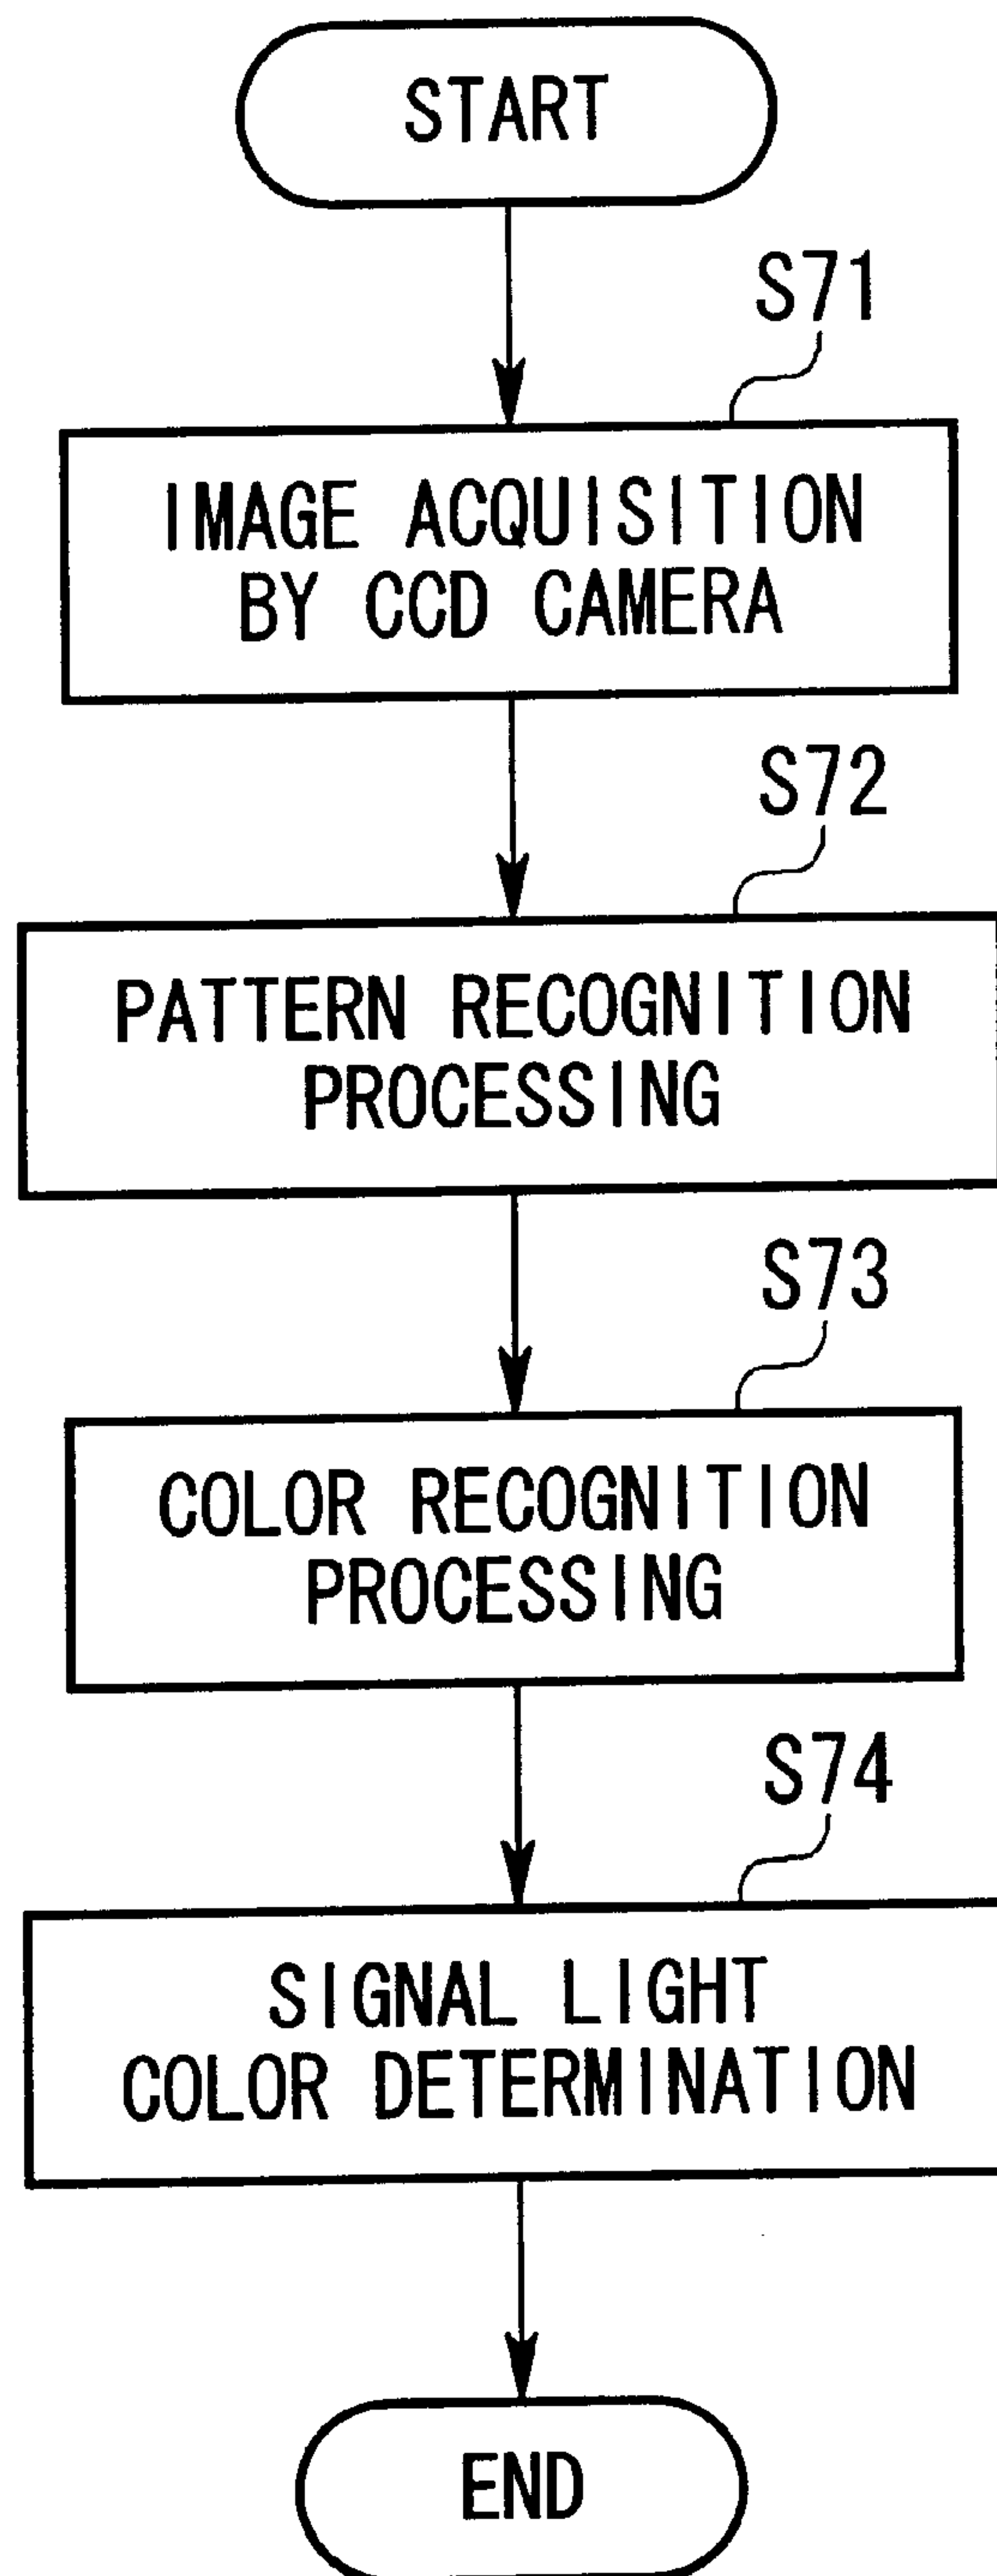 START
S71
IMAGE ACQUISITION
BY CCD CAMERA
S72
PATTERN RECOGNITION
PROCESSING
S73
COLOR RECOGNITION
PROCESSING
S74
SIGNAL LIGHT
COLOR DETERMINATION
END